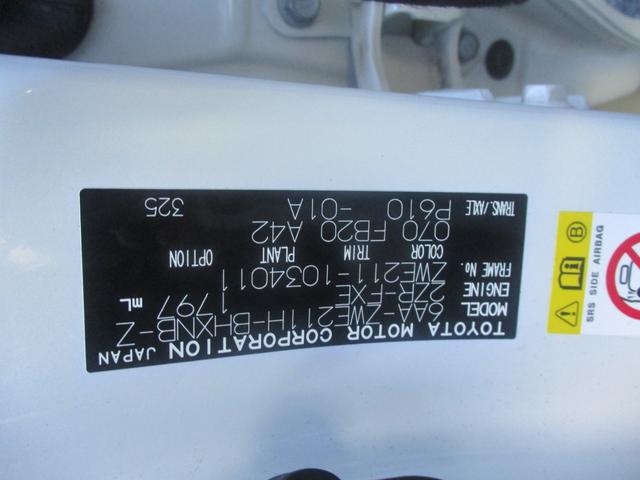 TOYOTA MOTOR CORPORATION JAPAN
MODEL 6AA-ZWE211H-BHXNB-Z
ENGINE 2ZR-FXE 1797 mL
FRAME No. ZWE211-1034011
COLOR TRIM PLANT OPTION
070 FB20 A42
TRANS./AXLE P610 -01A
325
SRS SIDE AIRBAG
B